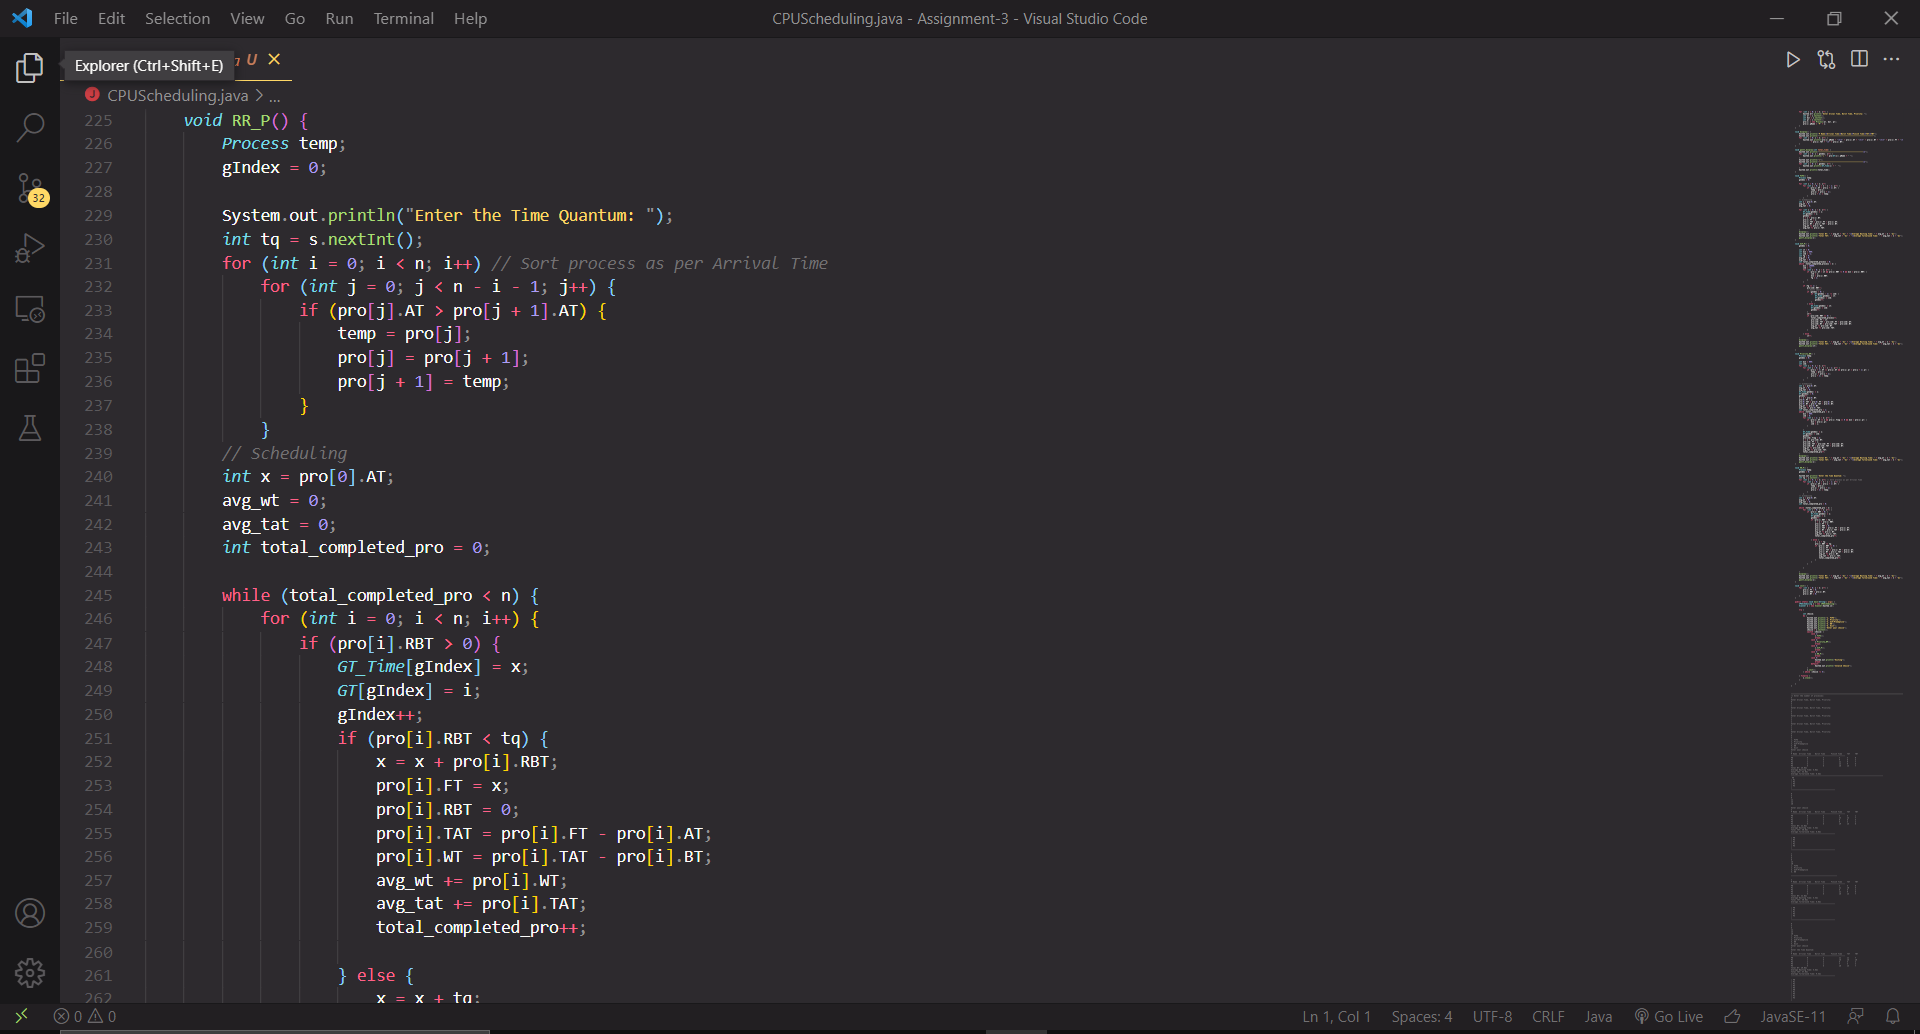 File Edit Selection View Go Run Terminal Help
CPUScheduling.java - Assignment-3 - Visual Studio Code
Explorer (Ctrl+Shift+E)
U
CPUScheduling.java > ...
225 void RR_P() {
226 Process temp;
227 gIndex = 0;
228
229 System.out.println("Enter the Time Quantum: ");
230 int tq = s.nextInt();
231 for (int i = 0; i < n; i++) // Sort process as per Arrival Time
232 for (int j = 0; j < n - i - 1; j++) {
233 if (pro[j].AT > pro[j + 1].AT) {
234 temp = pro[j];
235 pro[j] = pro[j + 1];
236 pro[j + 1] = temp;
237 }
238 }
239 // Scheduling
240 int x = pro[0].AT;
241 avg_wt = 0;
242 avg_tat = 0;
243 int total_completed_pro = 0;
244
245 while (total_completed_pro < n) {
246 for (int i = 0; i < n; i++) {
247 if (pro[i].RBT > 0) {
248 GT_Time[gIndex] = x;
249 GT[gIndex] = i;
250 gIndex++;
251 if (pro[i].RBT < tq) {
252 x = x + pro[i].RBT;
253 pro[i].FT = x;
254 pro[i].RBT = 0;
255 pro[i].TAT = pro[i].FT - pro[i].AT;
256 pro[i].WT = pro[i].TAT - pro[i].BT;
257 avg_wt += pro[i].WT;
258 avg_tat += pro[i].TAT;
259 total_completed_pro++;
260
261 } else {
262 x = x + tq;
32
0 0
Ln 1, Col 1 Spaces: 4 UTF-8 CRLF Java Go Live JavaSE-11